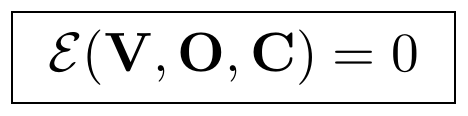 ℰ(𝐕, 𝐎, 𝐂) = 0